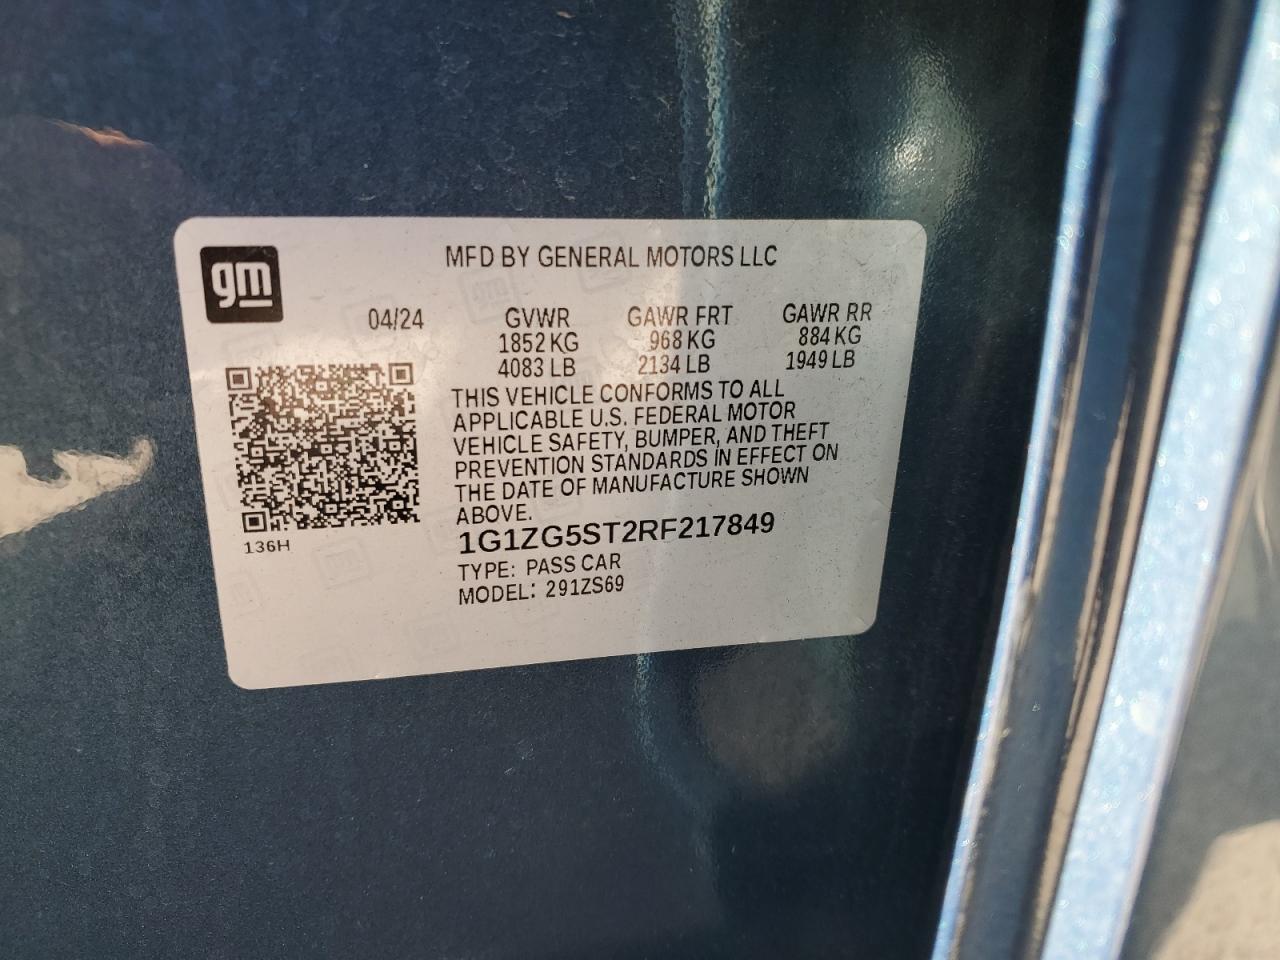 gm
MFD BY GENERAL MOTORS LLC
04/24 GVWR GAWR FRT GAWR RR
1852 KG 968 KG 884 KG
4083 LB 2134 LB 1949 LB
THIS VEHICLE CONFORMS TO ALL
APPLICABLE U.S. FEDERAL MOTOR
VEHICLE SAFETY, BUMPER, AND THEFT
PREVENTION STANDARDS IN EFFECT ON
THE DATE OF MANUFACTURE SHOWN
ABOVE.
136H
1G1ZG5ST2RF217849
TYPE: PASS CAR
MODEL: 291ZS69